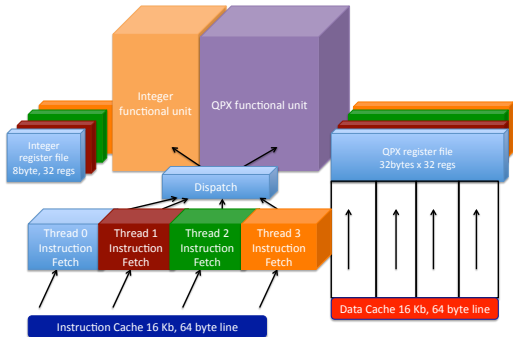 Integer
functional unit
QPX functional unit
Integer
register file
8byte, 32 regs
QPX register file
32bytes x 32 regs
Dispatch
Thread 0
Instruction
Fetch
Thread 1
Instruction
Fetch
Thread 2
Instruction
Fetch
Thread 3
Instruction
Fetch
Data Cache 16 Kb, 64 byte line
Instruction Cache 16 Kb, 64 byte line